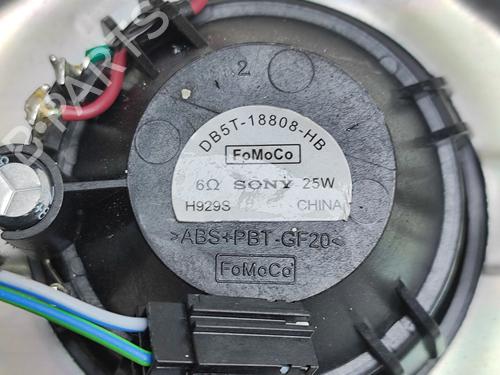 2
DB5T-18808-HB
FoMoCo
6Ω SONY 25W
H929S CHINA
>ABS+PBT-GF20<
FoMoCo